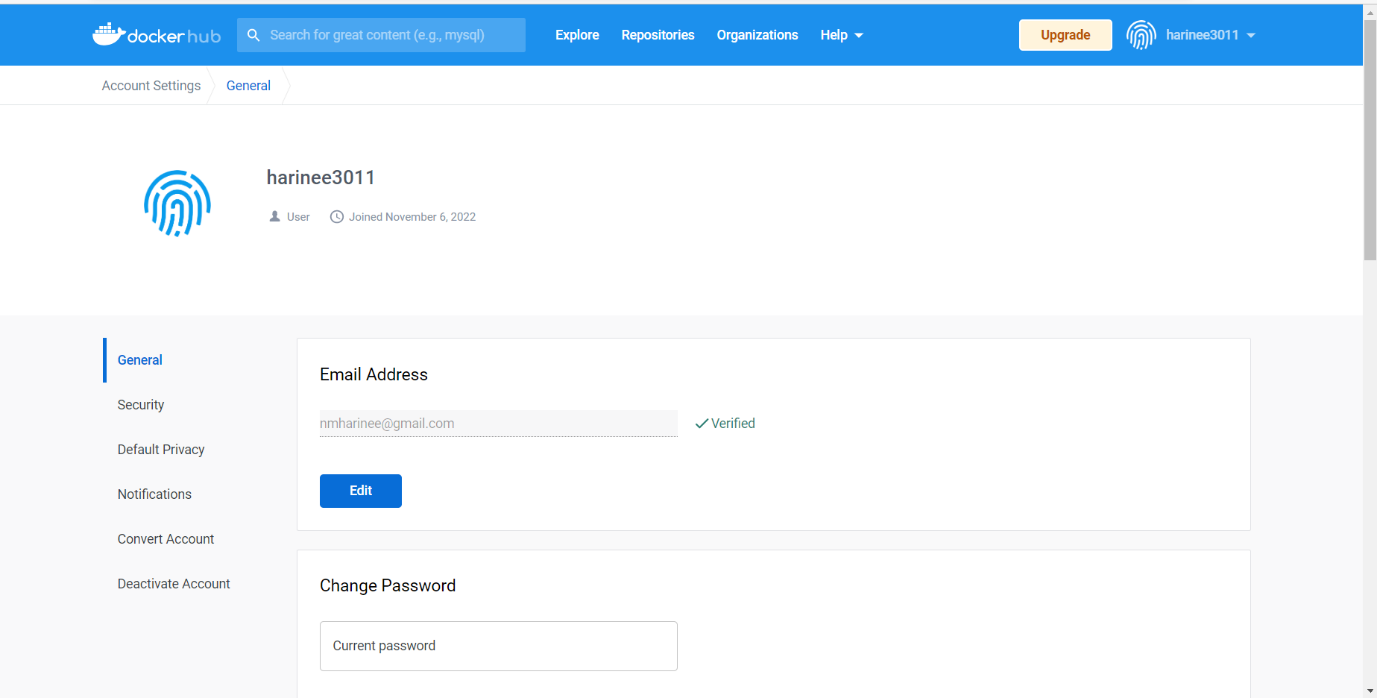 docker hub Search for great content (e.g., mysql) Explore Repositories Organizations Help Upgrade harinee3011
Account Settings General
harinee3011
User Joined November 6, 2022
General
Security
Default Privacy
Notifications
Convert Account
Deactivate Account
Email Address
nmharinee@gmail.com Verified
Edit
Change Password
Current password